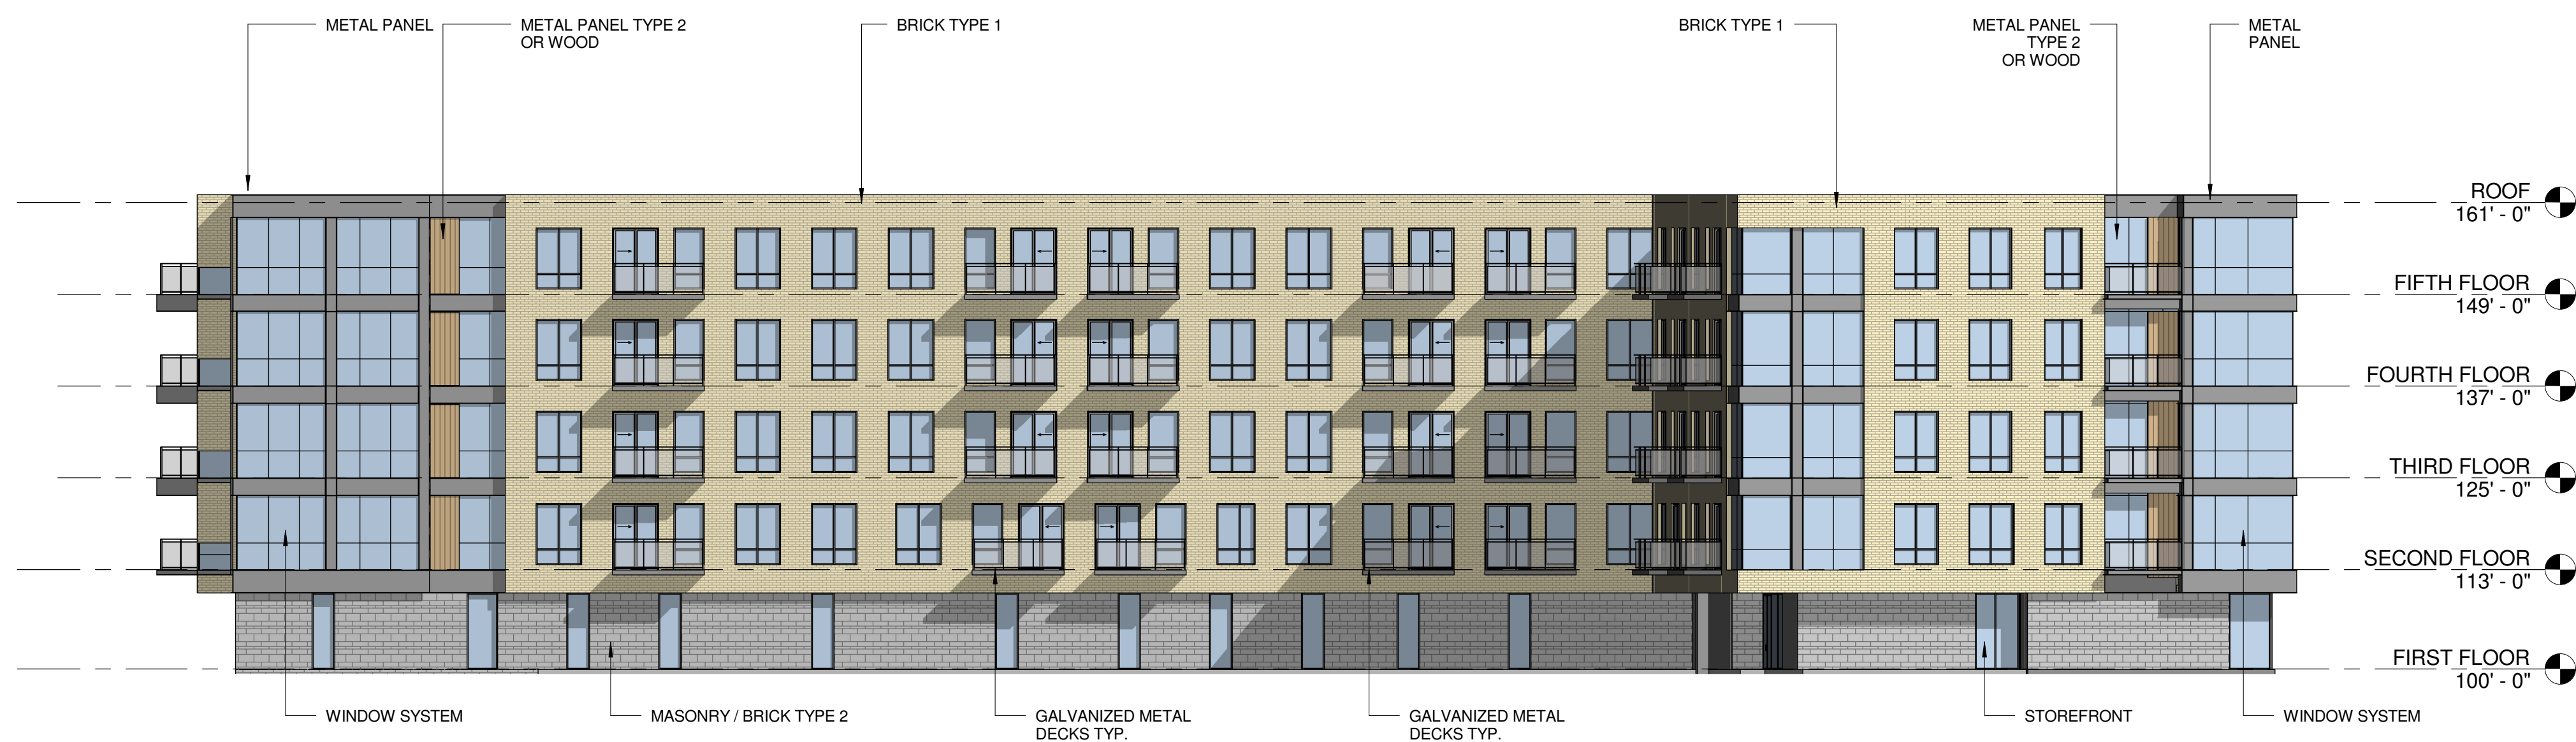 METAL PANEL
METAL PANEL TYPE 2
OR WOOD
BRICK TYPE 1
BRICK TYPE 1
METAL PANEL
TYPE 2
OR WOOD
METAL
PANEL
ROOF
161' - 0"
FIFTH FLOOR
149' - 0"
FOURTH FLOOR
137' - 0"
THIRD FLOOR
125' - 0"
SECOND FLOOR
113' - 0"
FIRST FLOOR
100' - 0"
WINDOW SYSTEM
MASONRY / BRICK TYPE 2
GALVANIZED METAL
DECKS TYP.
GALVANIZED METAL
DECKS TYP.
STOREFRONT
WINDOW SYSTEM